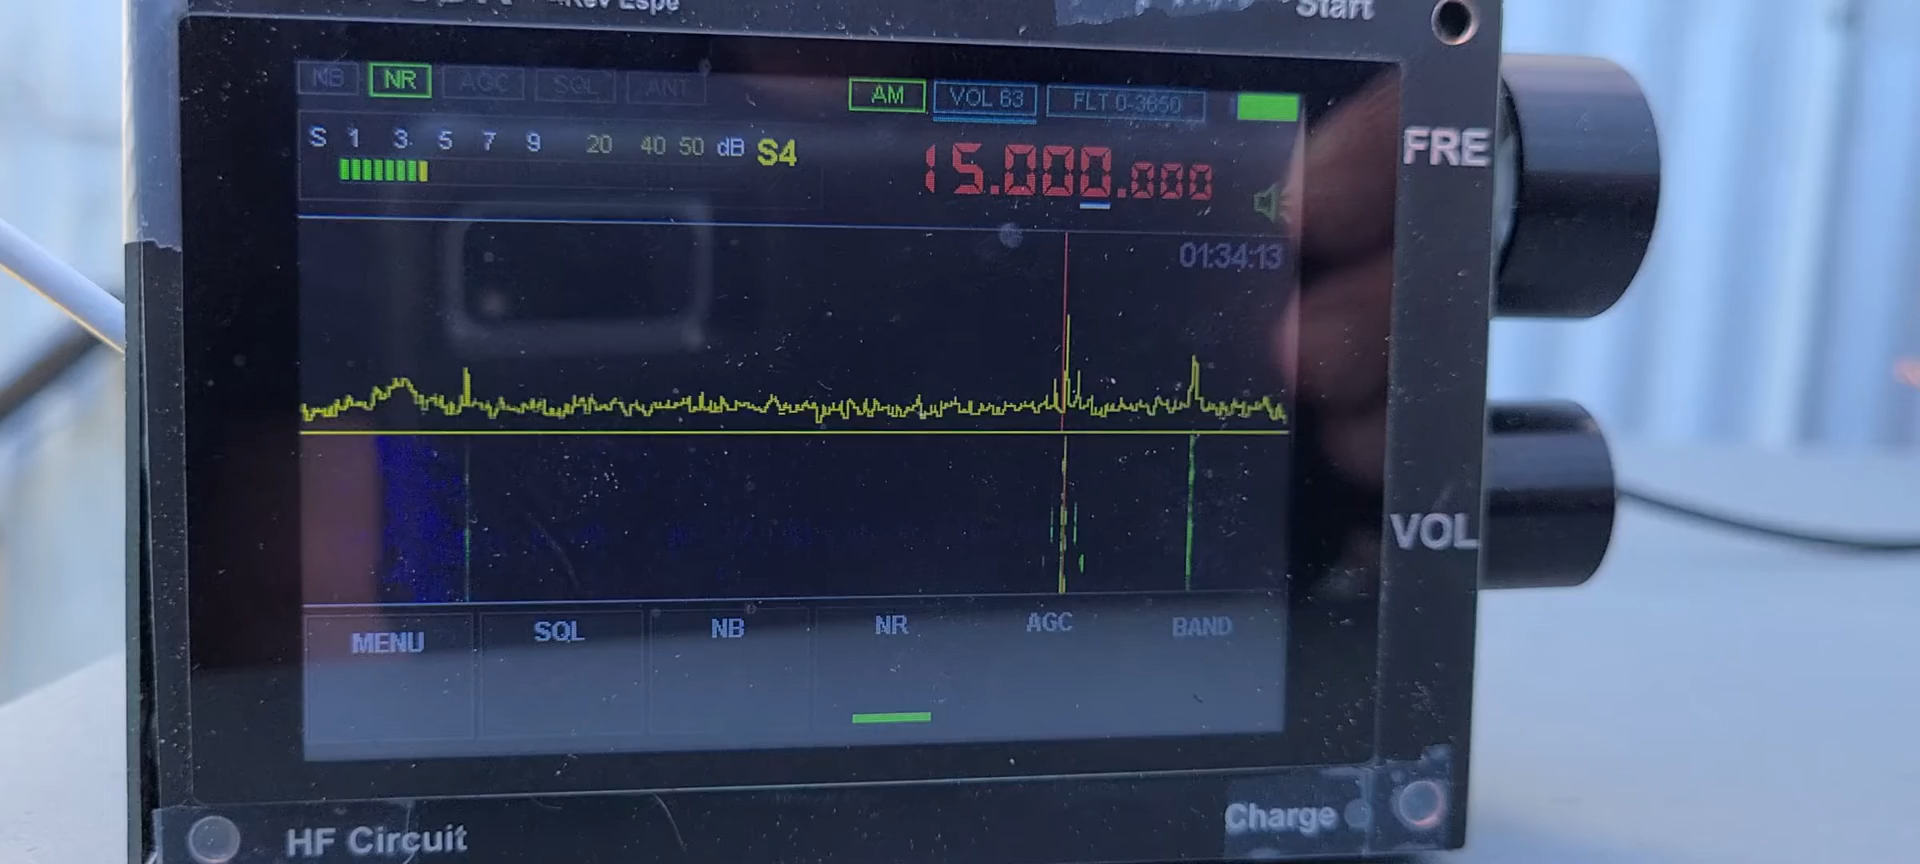 Rev Espe
Start
NB NR AGC SQL ANT
AM VOL 63 FLT 0-3650
S 1 3 5 7 9 20 40 50 dB S4
15.000.000
FRE
01:34:13
VOL
MENU SQL NB NR AGC BAND
Charge
HF Circuit